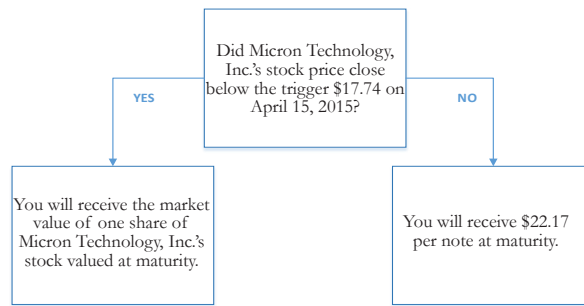 Did Micron Technology,
Inc.'s stock price close
below the trigger $17.74 on
April 15, 2015?
YES
NO
You will receive the market
value of one share of
Micron Technology, Inc.'s
stock valued at maturity.
You will receive $22.17
per note at maturity.